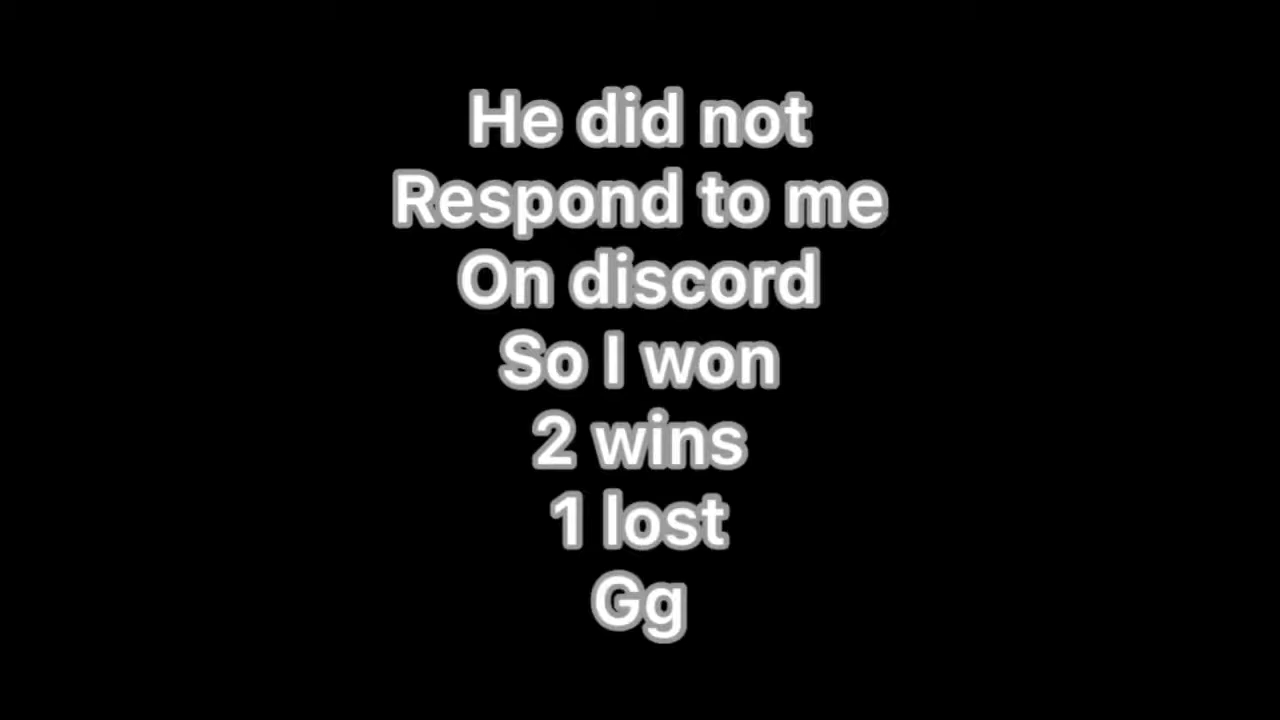 He did not
Respond to me
On discord
So I won
2 wins
1 lost
Gg